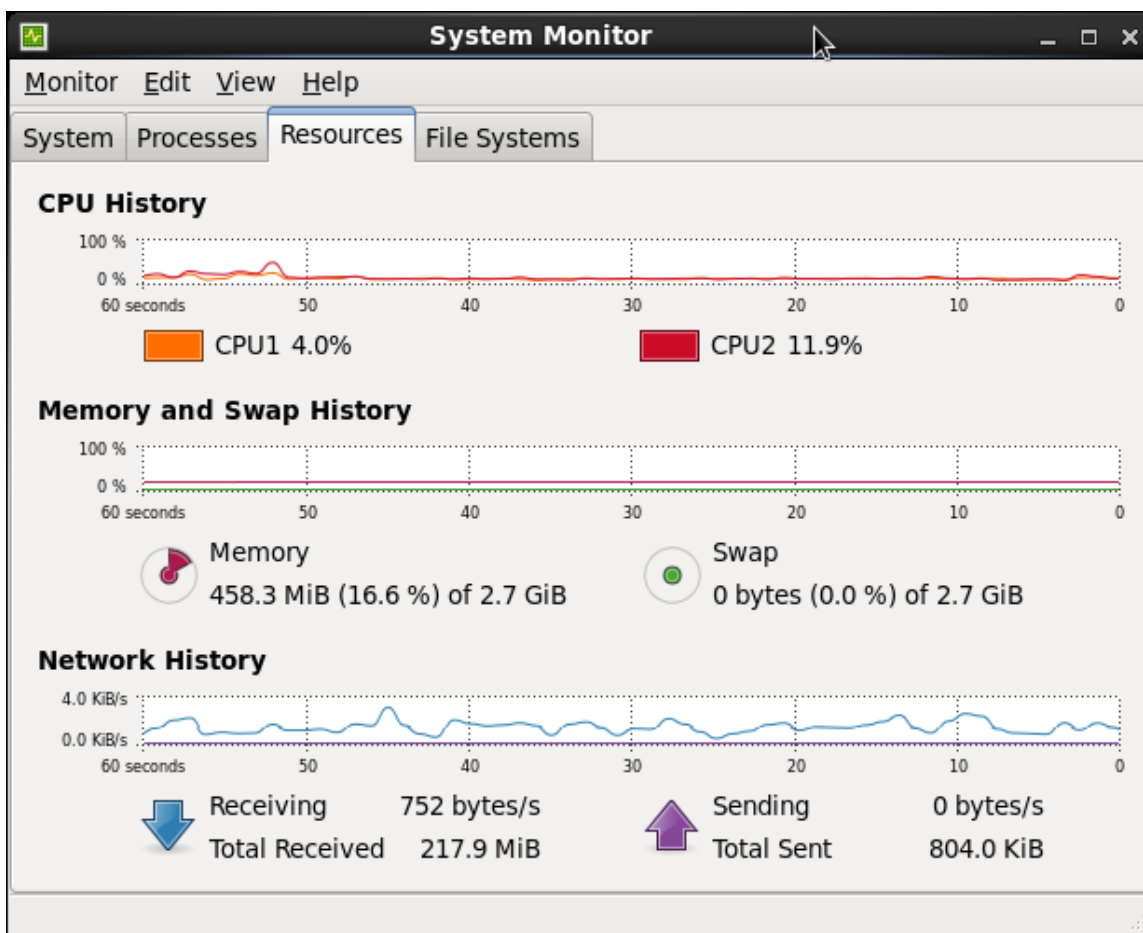 System Monitor
Monitor Edit View Help
System Processes Resources File Systems
CPU History
100 %
0 %
60 seconds 50 40 30 20 10 0
CPU1 4.0% CPU2 11.9%
Memory and Swap History
100 %
0 %
60 seconds 50 40 30 20 10 0
Memory Swap
458.3 MiB (16.6 %) of 2.7 GiB 0 bytes (0.0 %) of 2.7 GiB
Network History
4.0 KiB/s
0.0 KiB/s
60 seconds 50 40 30 20 10 0
Receiving 752 bytes/s Sending 0 bytes/s
Total Received 217.9 MiB Total Sent 804.0 KiB